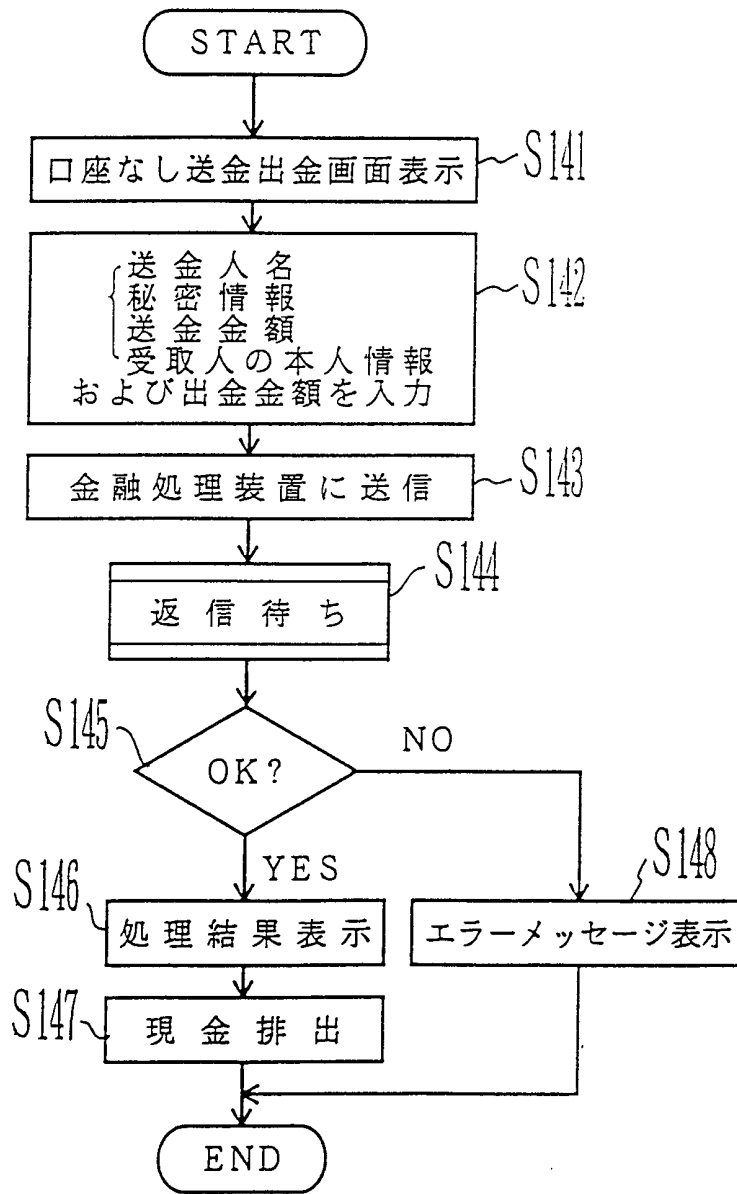 START
口座なし送金出金画面表示
S141
送金人名
秘密情報
送金金額
受取人の本人情報
および出金金額を入力
S142
金融処理装置に送信
S143
返信待ち
S144
S145
OK?
NO
YES
S146
処理結果表示
S148
エラーメッセージ表示
S147
現金排出
END